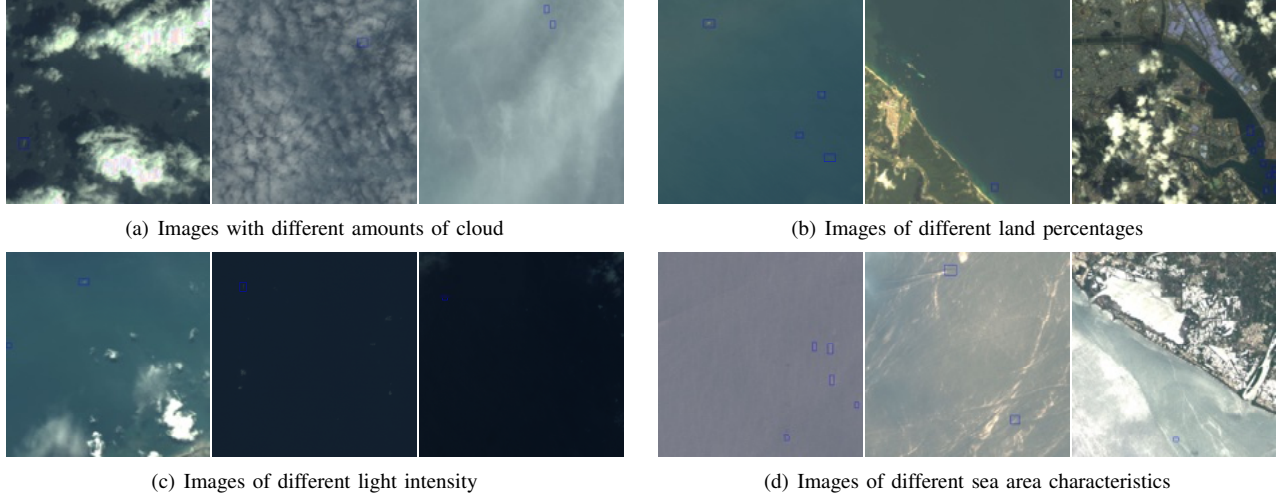 (a) Images with different amounts of cloud
(b) Images of different land percentages
(c) Images of different light intensity
(d) Images of different sea area characteristics